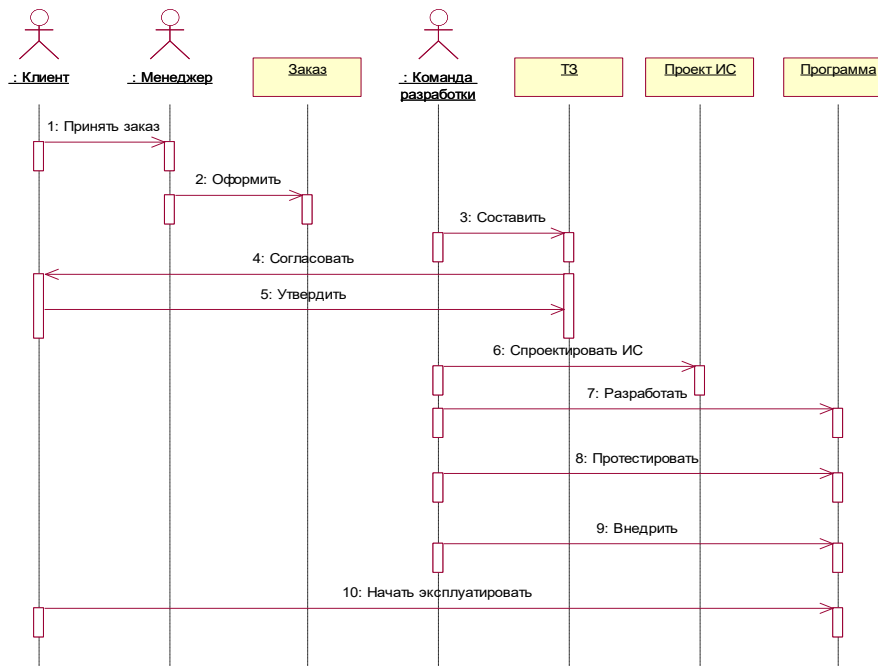 : Клиент
: Менеджер
Заказ
: Команда
разработки
ТЗ
Проект ИС
Программа
1: Принять заказ
2: Оформить
3: Составить
4: Согласовать
5: Утвердить
6: Спроектировать ИС
7: Разработать
8: Протестировать
9: Внедрить
10: Начать эксплуатировать